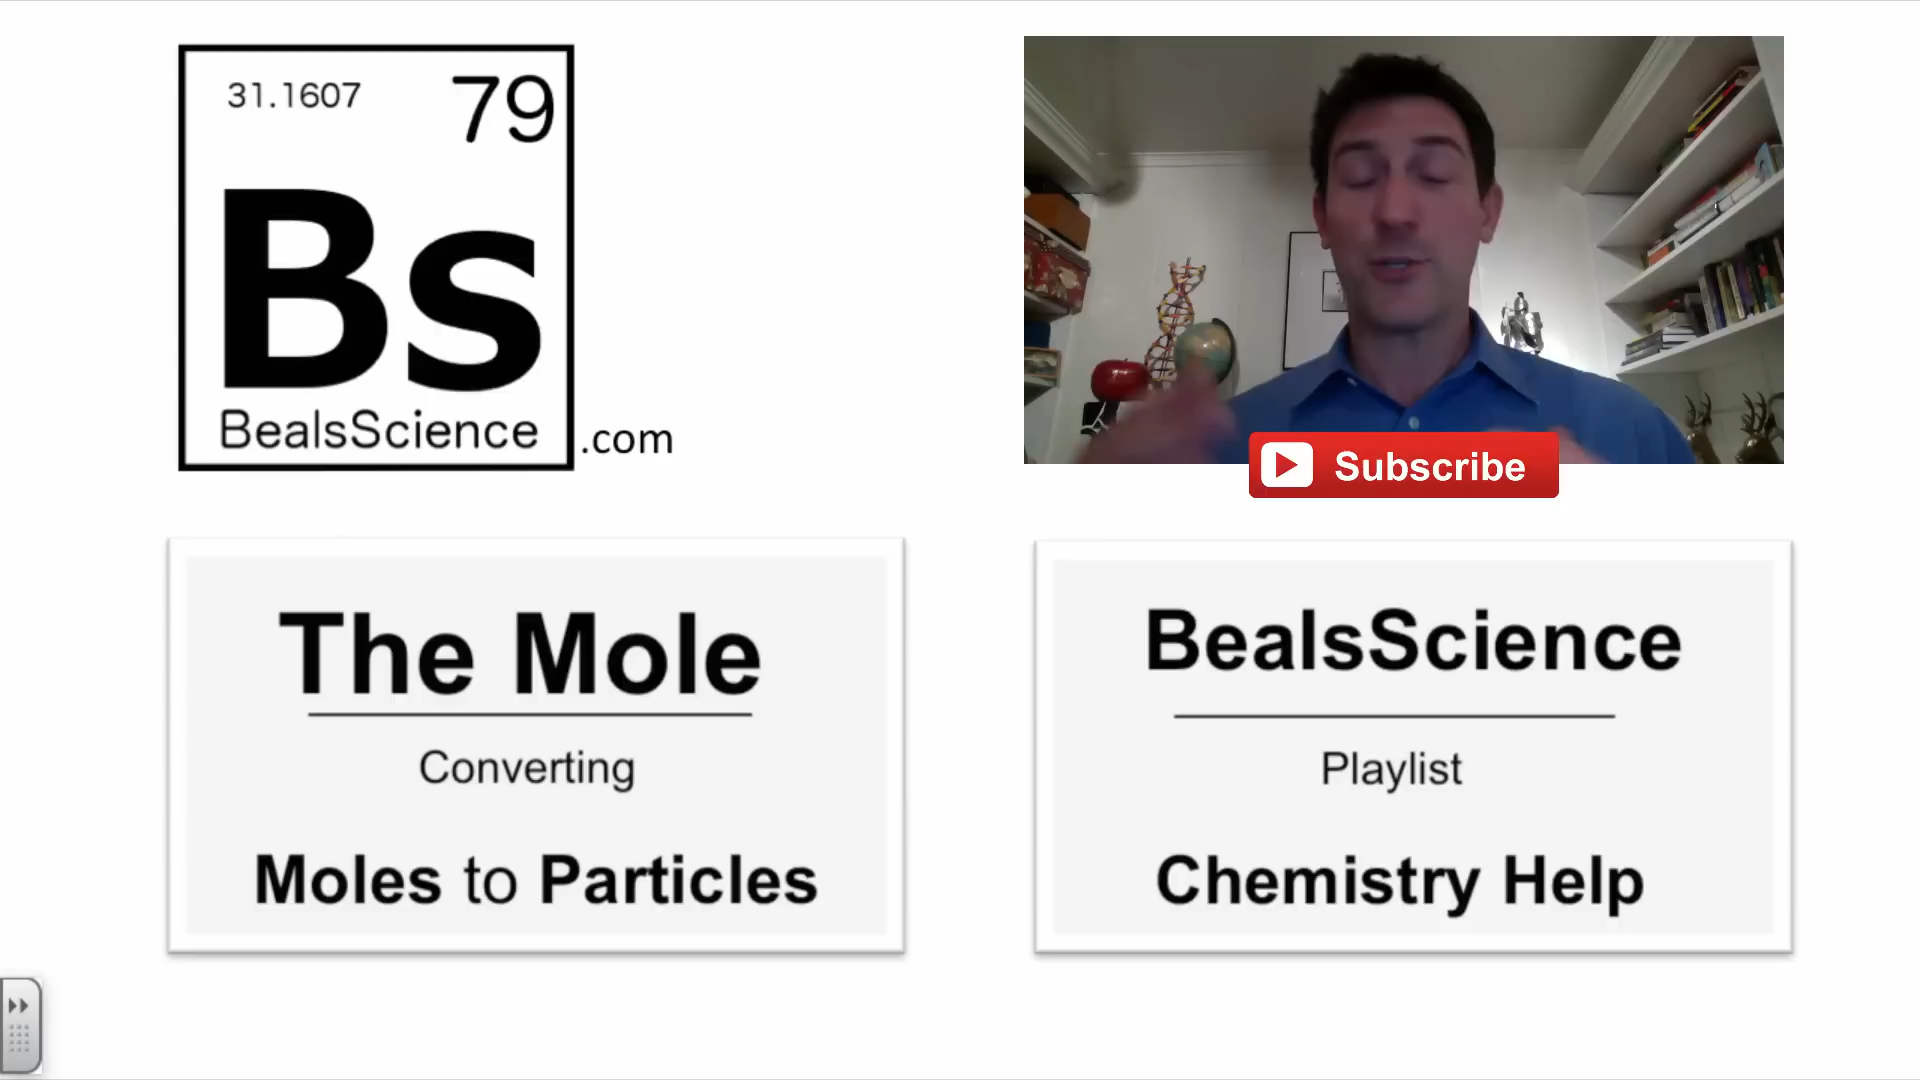 31.1607
79
Bs
BealsScience
.com
Subscribe
The Mole
Converting
Moles to Particles
BealsScience
Playlist
Chemistry Help